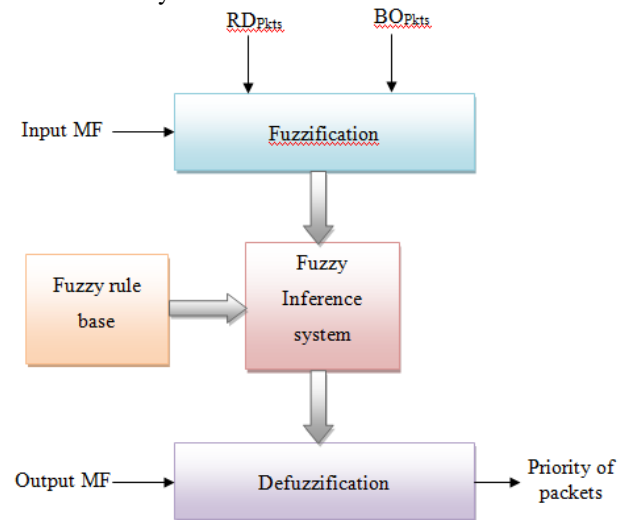 RDPkts
BOPkts
Input MF
Fuzzification
Fuzzy rule
base
Fuzzy
Inference
system
Output MF
Defuzzification
Priority of
packets